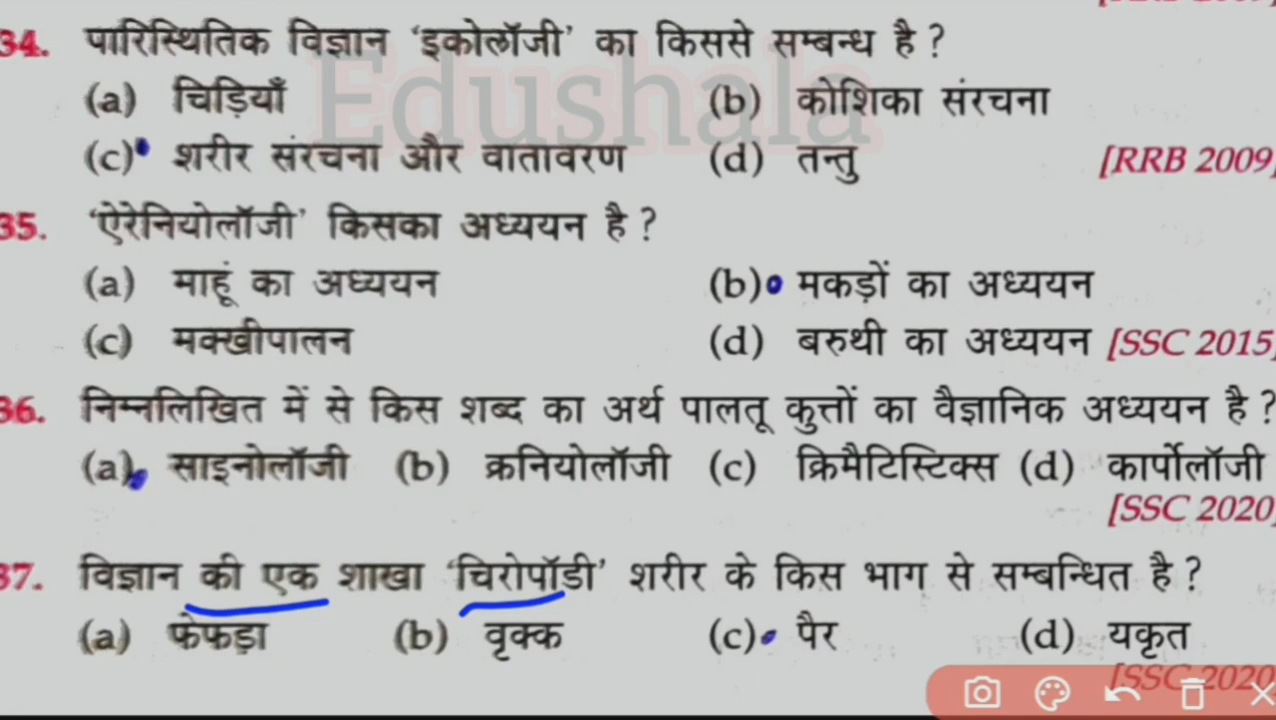 34. पारिस्थितिक विज्ञान ‘इकोलॉजी’ का किससे सम्बन्ध है ?
Edushala
(a) चिड़ियाँ (b) कोशिका संरचना
(c) शरीर संरचना और वातावरण (d) तन्तु [RRB 2009]
35. ‘ऐरेनियोलॉजी’ किसका अध्ययन है ?
(a) माहूं का अध्ययन (b) मकड़ों का अध्ययन
(c) मक्खीपालन (d) बरुथी का अध्ययन [SSC 2015]
36. निम्नलिखित में से किस शब्द का अर्थ पालतू कुत्तों का वैज्ञानिक अध्ययन है ?
(a) साइनोलॉजी (b) क्रनियोलॉजी (c) क्रिमैटिस्टिक्स (d) कार्पोलॉजी
[SSC 2020]
37. विज्ञान की एक शाखा ‘चिरोपॉडी’ शरीर के किस भाग से सम्बन्धित है ?
(a) फेफड़ा (b) वृक्क (c) पैर (d) यकृत
[SSC 2020